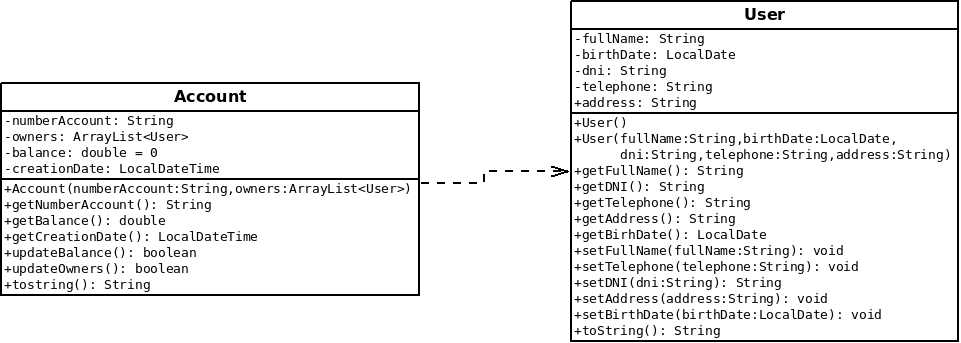 Account
-numberAccount: String
-owners: ArrayList<User>
-balance: double = 0
-creationDate: LocalDateTime
+Account(numberAccount:String,owners:ArrayList<User>)
+getNumberAccount(): String
+getBalance(): double
+getCreationDate(): LocalDateTime
+updateBalance(): boolean
+updateOwners(): boolean
+tostring(): String
User
-fullName: String
-birthDate: LocalDate
-dni: String
-telephone: String
+address: String
+User()
+User(fullName:String,birthDate:LocalDate,
dni:String,telephone:String,address:String)
+getFullName(): String
+getDNI(): String
+getTelephone(): String
+getAddress(): String
+getBirhDate(): LocalDate
+setFullName(fullName:String): void
+setTelephone(telephone:String): void
+setDNI(dni:String): String
+setAddress(address:String): void
+setBirthDate(birthDate:LocalDate): void
+toString(): String